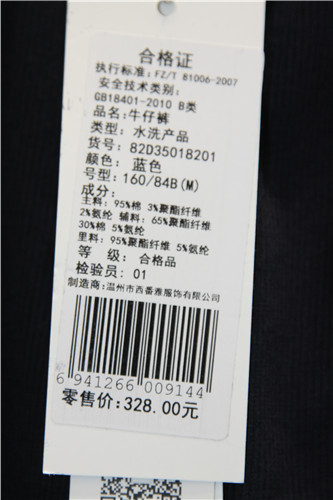 合格证
执行标准: FZ/T 81006-2007
安全技术类别:
GB18401-2010 B类
品名: 牛仔裤
类型: 水洗产品
货号: 82D35018201
颜色: 蓝色
号型: 160/84B(M)
成分:
主料: 95%棉 3%聚酯纤维
2%氨纶 辅料: 65%聚酯纤维
30%棉 5%氨纶
里料: 95%聚酯纤维 5%氨纶
等 级: 合格品
检验员: 01
制造商: 温州市西番雅服饰有限公司
6 941266 009144
零售价: 328.00元